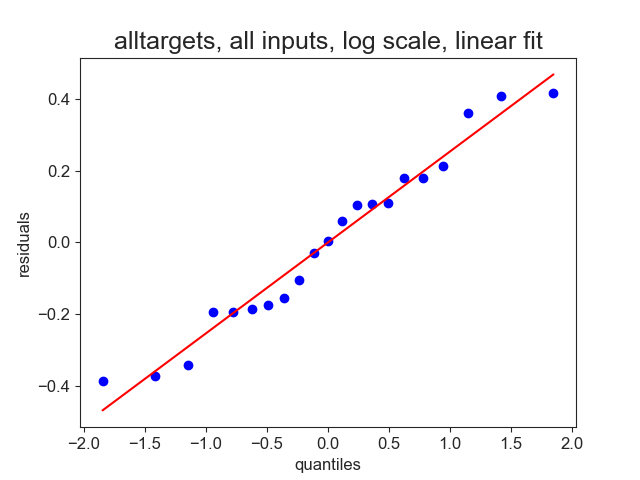 alltargets, all inputs, log scale, linear fit
0.4
0.2
0.0
−0.2
−0.4
residuals
−2.0 −1.5 −1.0 −0.5 0.0 0.5 1.0 1.5 2.0
quantiles